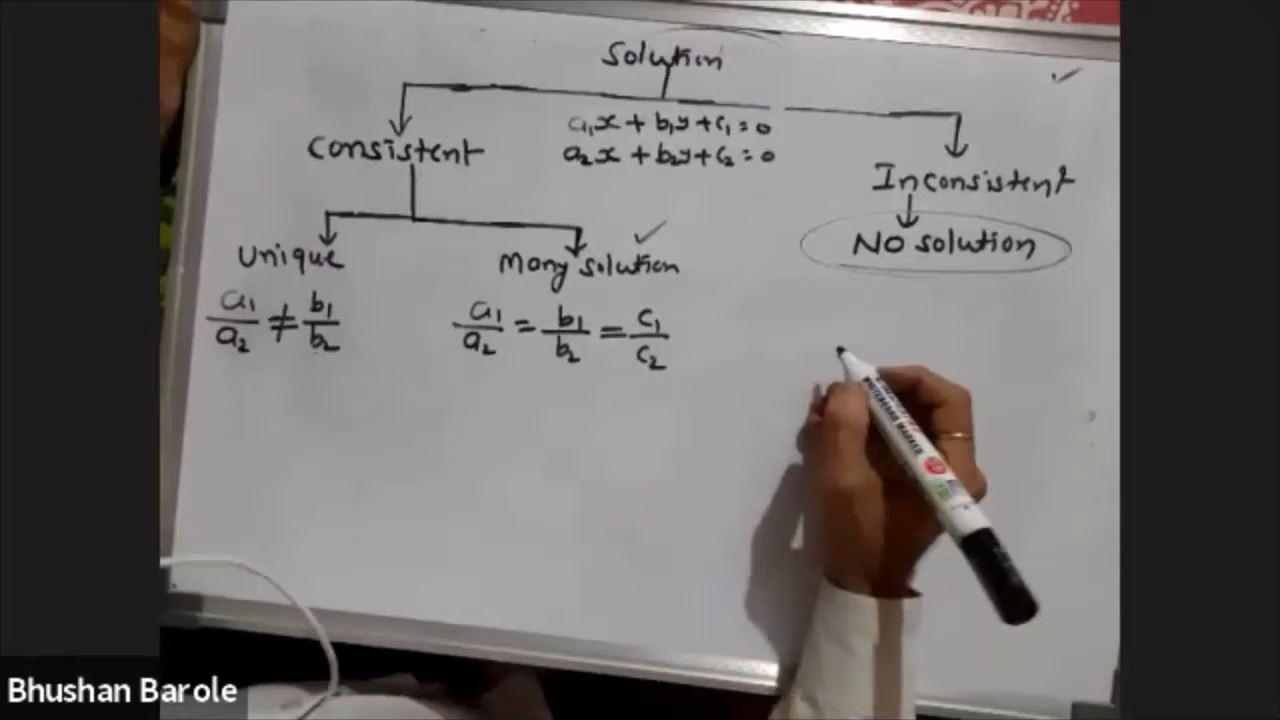 Solution
a₁x + b₁y + c₁ = 0
a₂x + b₂y + c₂ = 0
Consistent
Inconsistent
Unique
Many solution
NO solution
a₁/a₂ ≠ b₁/b₂
a₁/a₂ = b₁/b₂ = c₁/c₂
Bhushan Barole